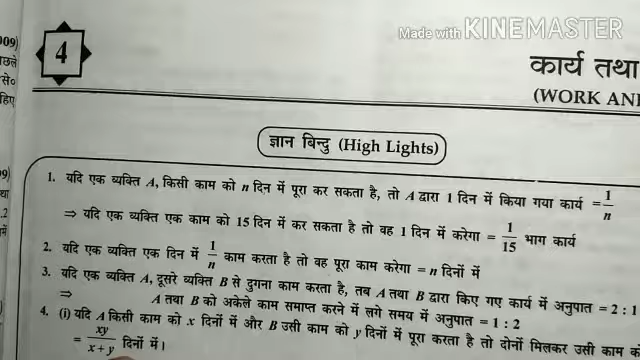 Made with KINEMASTER
009)
4
कार्य तथा
(WORK AN
ज्ञान बिन्दु (High Lights)
1. यदि एक व्यक्ति A, किसी काम को n दिन में पूरा कर सकता है, तो A द्वारा 1 दिन में किया गया कार्य = 1/n
⇒ यदि एक व्यक्ति एक काम को 15 दिन में कर सकता है तो वह 1 दिन में करेगा = 1/15 भाग कार्य
2. यदि एक व्यक्ति एक दिन में 1/n काम करता है तो वह पूरा काम करेगा = n दिनों में
3. यदि एक व्यक्ति A, दूसरे व्यक्ति B से दुगना काम करता है, तब A तथा B द्वारा किए गए कार्य में अनुपात = 2 : 1
⇒ A तथा B को अकेले काम समाप्त करने में लगे समय में अनुपात = 1 : 2
4. (i) यदि A किसी काम को x दिनों में और B उसी काम को y दिनों में पूरा करता है तो दोनों मिलकर उसी काम को
= xy/x+y दिनों में।